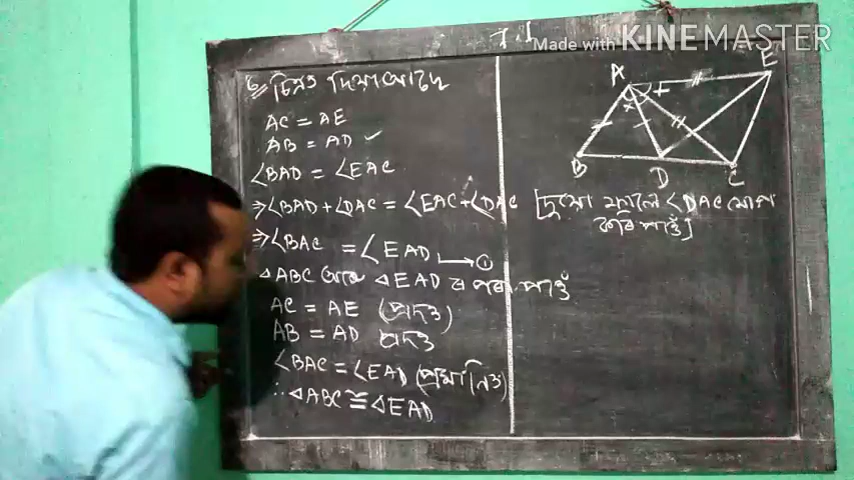 Made with KINEMASTER
6// চিত্ৰত দিয়া আছে
AC = AE
AB = AD ✓
∠BAD = ∠EAC
⇒ ∠BAD + ∠DAC = ∠EAC + ∠DAC [দুয়ো ফালে ∠DAC যোগ
কৰি পাওঁ]
⇒ ∠BAC = ∠EAD → ①
△ABC আৰু △EAD ৰ পৰা পাওঁ
AC = AE (প্ৰদত্ত)
AB = AD প্ৰদত্ত
∠BAC = ∠EAD (প্ৰমাণিত)
∴ △ABC ≅ △EAD
A
E
B
D
C